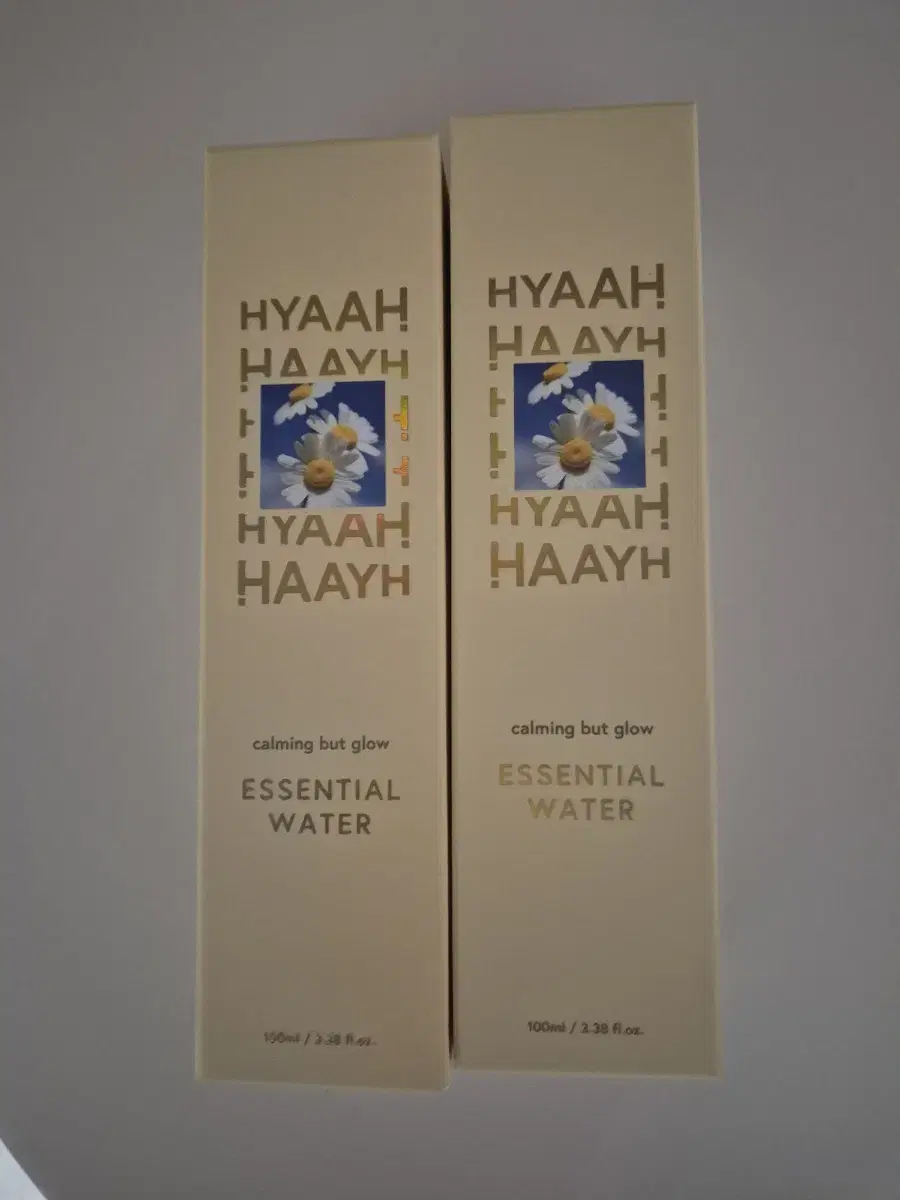 HYAAH!
HAAYH
HYAAH!
HAAYH
calming but glow
ESSENTIAL
WATER
100ml / 3.38 fl.oz.
HYAAH!
HAAYH
HYAAH!
HAAYH
calming but glow
ESSENTIAL
WATER
100ml / 3.38 fl.oz.